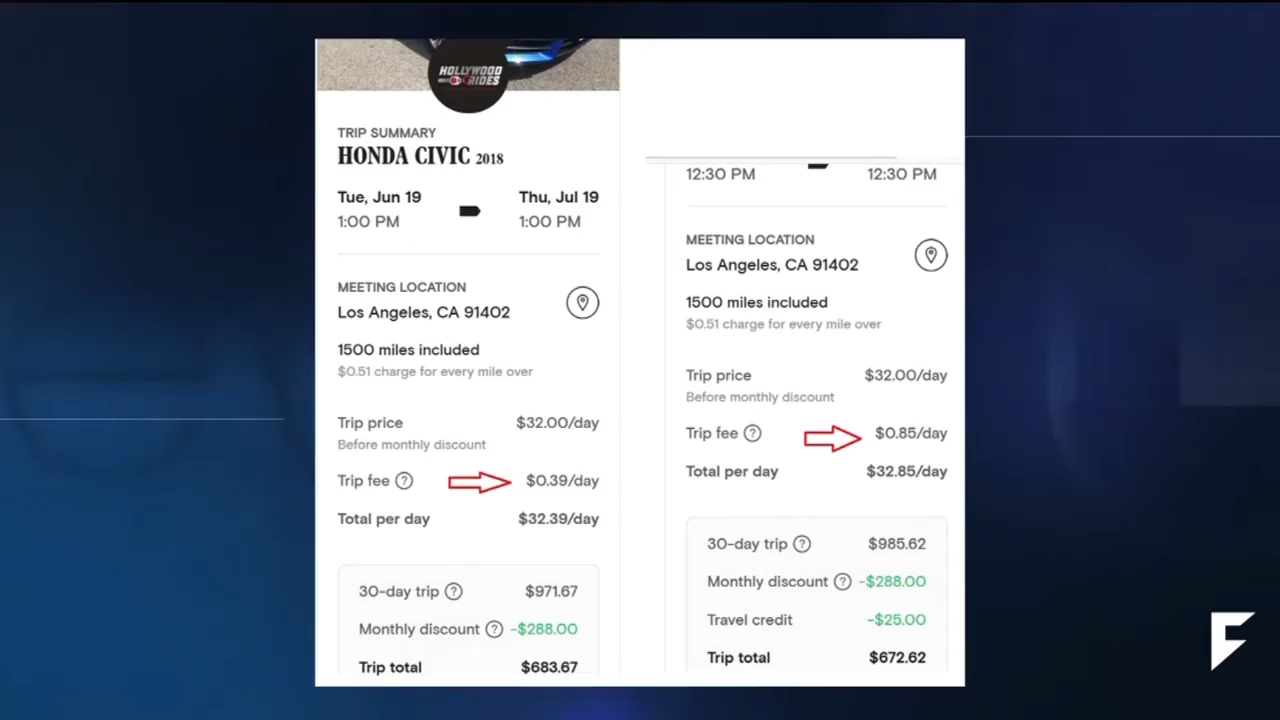 HOLLYWOOD
RIDES
TRIP SUMMARY
HONDA CIVIC 2018
Tue, Jun 19
Thu, Jul 19
1:00 PM
1:00 PM
MEETING LOCATION
Los Angeles, CA 91402
1500 miles included
$0.51 charge for every mile over
Trip price $32.00/day
Before monthly discount
Trip fee ? $0.39/day
Total per day $32.39/day
30-day trip ? $971.67
Monthly discount ? -$288.00
Trip total $683.67
12:30 PM
12:30 PM
MEETING LOCATION
Los Angeles, CA 91402
1500 miles included
$0.51 charge for every mile over
Trip price $32.00/day
Before monthly discount
Trip fee ? $0.85/day
Total per day $32.85/day
30-day trip ? $985.62
Monthly discount ? -$288.00
Travel credit -$25.00
Trip total $672.62